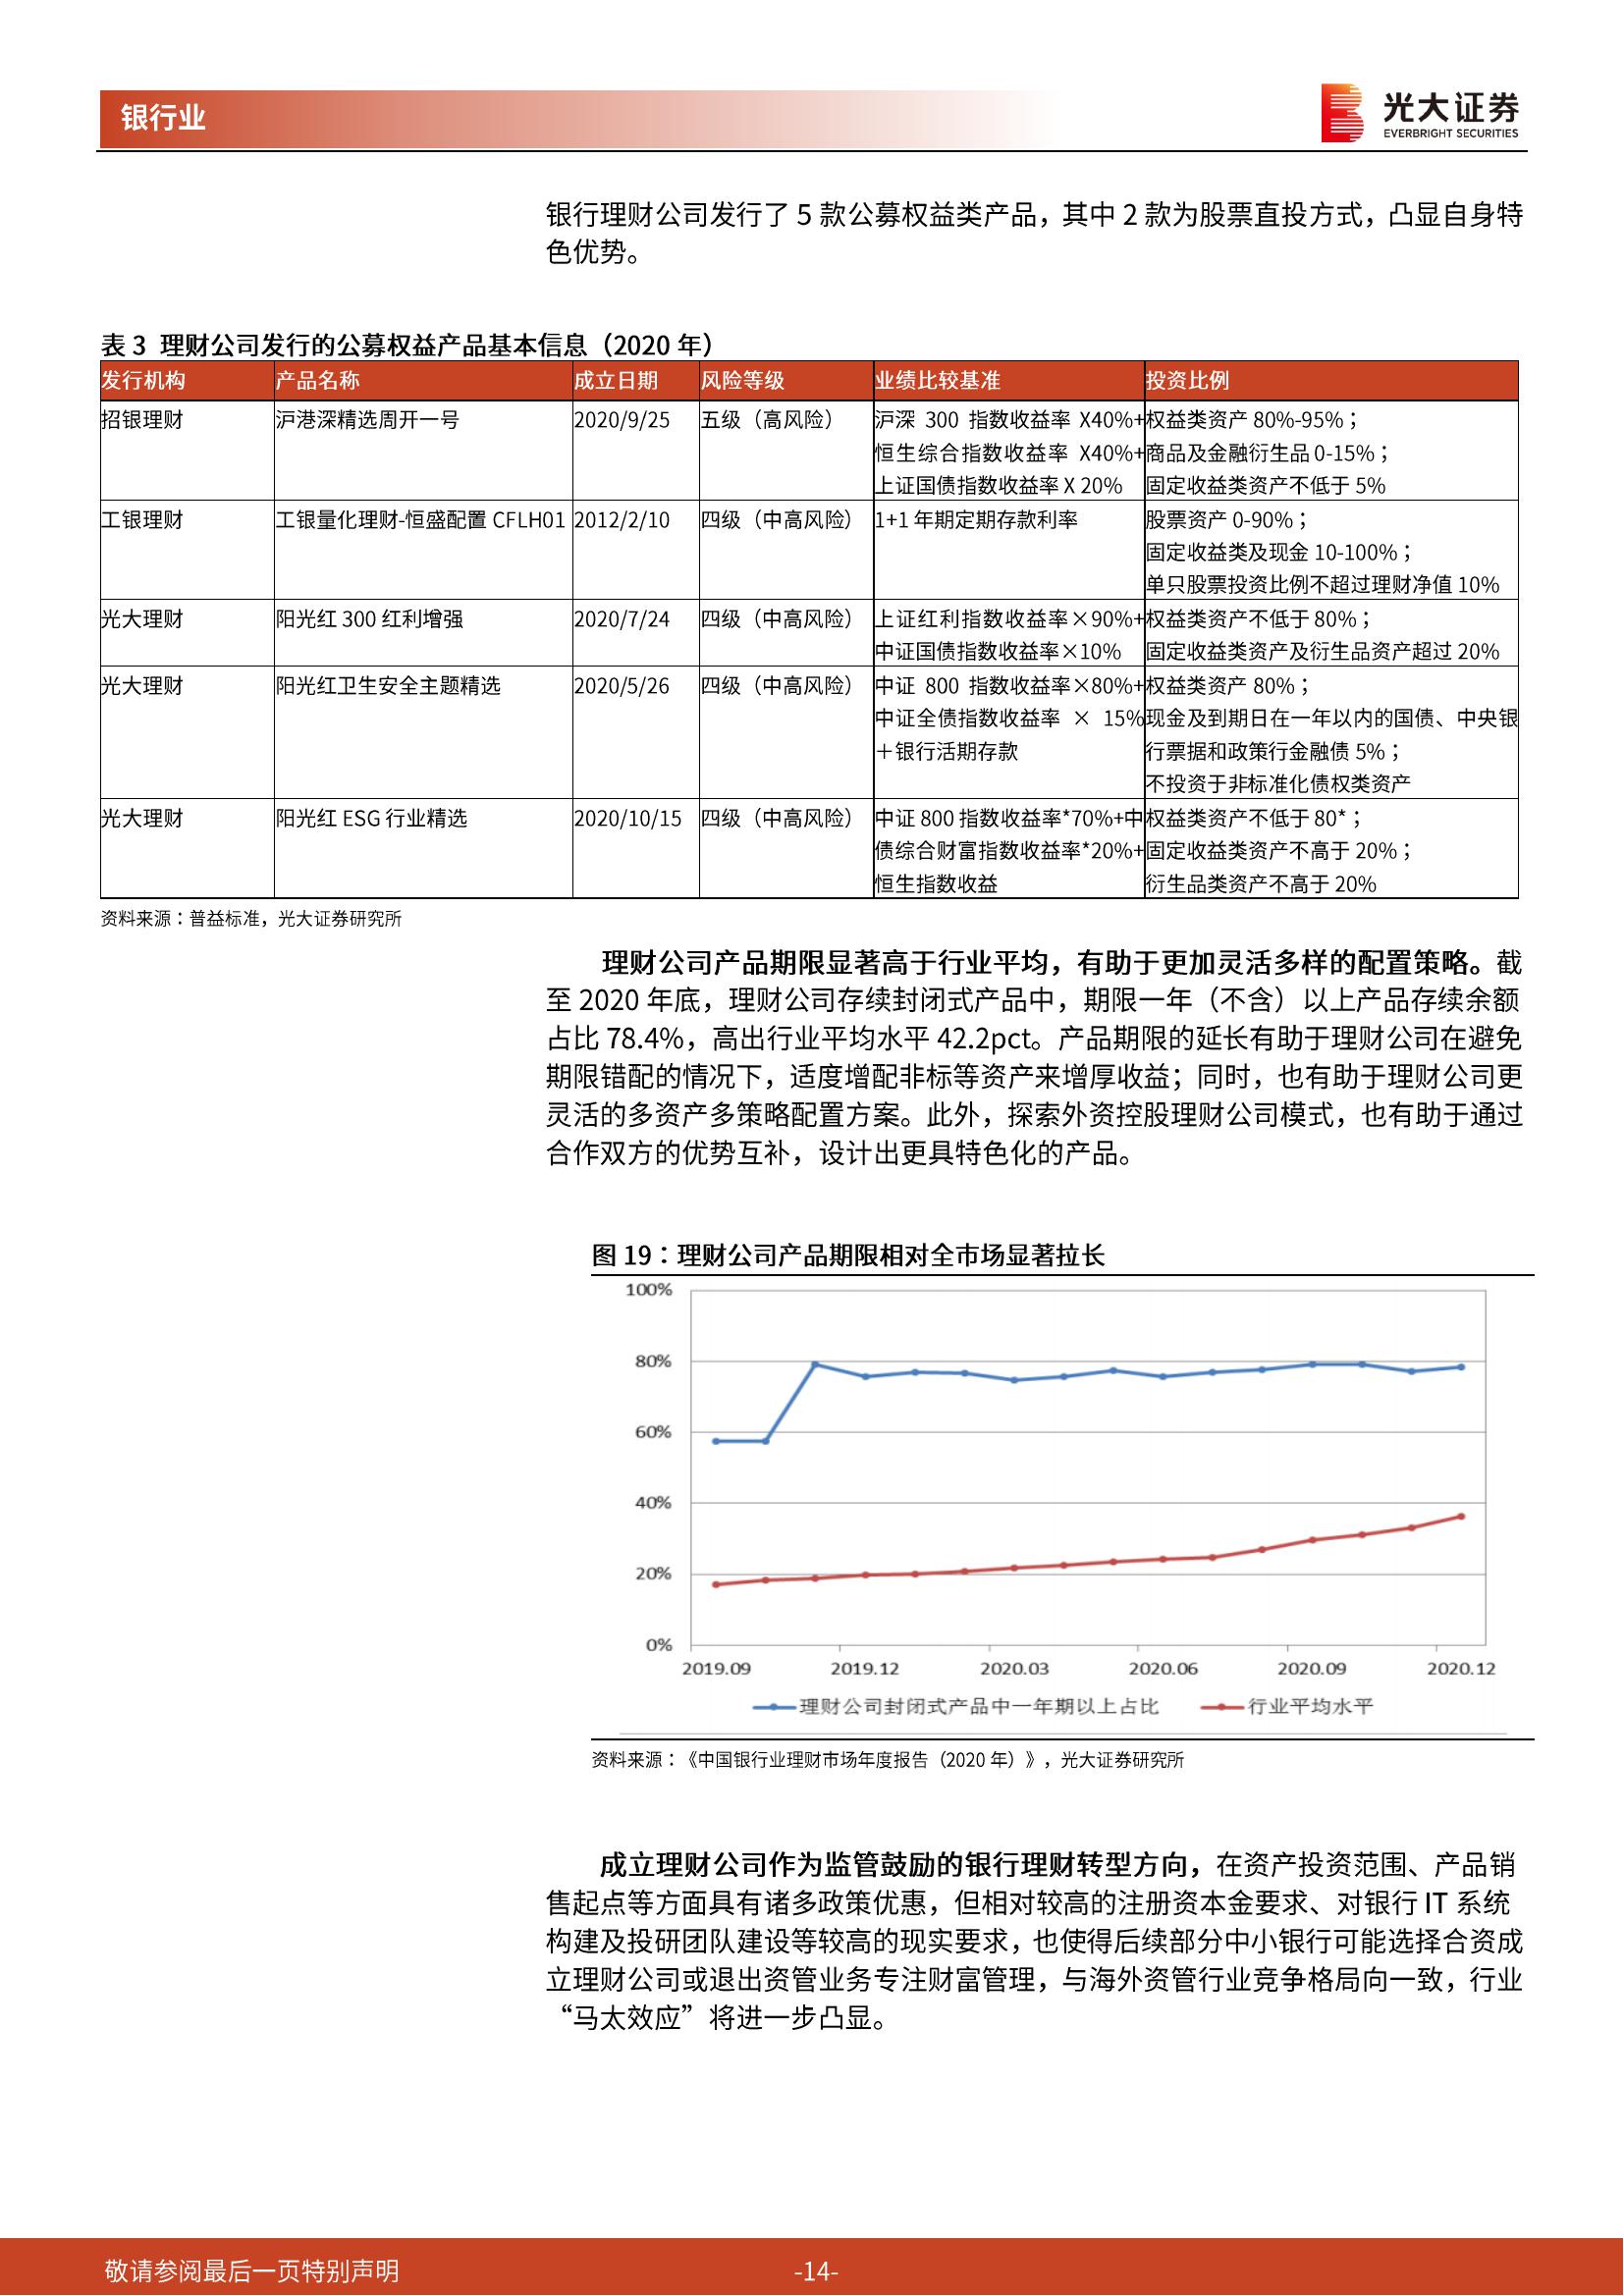 银行业
光大证券
EVERBRIGHT SECURITIES
银行理财公司发行了 5 款公募权益类产品，其中 2 款为股票直投方式，凸显自身特
色优势。
表 3 理财公司发行的公募权益产品基本信息（2020 年）
发行机构 产品名称 成立日期 风险等级 业绩比较基准 投资比例
招银理财 沪港深精选周开一号 2020/9/25 五级（高风险） 沪深 300 指数收益率 X40%+ 权益类资产 80%-95%；
恒生综合指数收益率 X40%+ 商品及金融衍生品 0-15%；
上证国债指数收益率 X 20% 固定收益类资产不低于 5%
工银理财 工银量化理财-恒盛配置 CFLH01 2012/2/10 四级（中高风险） 1+1 年期定期存款利率 股票资产 0-90%；
固定收益类及现金 10-100%；
单只股票投资比例不超过理财净值 10%
光大理财 阳光红 300 红利增强 2020/7/24 四级（中高风险） 上证红利指数收益率×90%+ 权益类资产不低于 80%；
中证国债指数收益率×10% 固定收益类资产及衍生品资产超过 20%
光大理财 阳光红卫生安全主题精选 2020/5/26 四级（中高风险） 中证 800 指数收益率×80%+ 权益类资产 80%；
中证全债指数收益率 × 15% 现金及到期日在一年以内的国债、中央银
＋银行活期存款 行票据和政策行金融债 5%；
不投资于非标准化债权类资产
光大理财 阳光红 ESG 行业精选 2020/10/15 四级（中高风险） 中证 800 指数收益率*70%+中 权益类资产不低于 80*；
债综合财富指数收益率*20%+ 固定收益类资产不高于 20%；
恒生指数收益 衍生品类资产不高于 20%
资料来源：普益标准，光大证券研究所
理财公司产品期限显著高于行业平均，有助于更加灵活多样的配置策略。截
至 2020 年底，理财公司存续封闭式产品中，期限一年（不含）以上产品存续余额
占比 78.4%，高出行业平均水平 42.2pct。产品期限的延长有助于理财公司在避免
期限错配的情况下，适度增配非标等资产来增厚收益；同时，也有助于理财公司更
灵活的多资产多策略配置方案。此外，探索外资控股理财公司模式，也有助于通过
合作双方的优势互补，设计出更具特色化的产品。
图 19：理财公司产品期限相对全市场显著拉长
100%
80%
60%
40%
20%
0%
2019.09 2019.12 2020.03 2020.06 2020.09 2020.12
理财公司封闭式产品中一年期以上占比 行业平均水平
资料来源：《中国银行业理财市场年度报告（2020 年）》，光大证券研究所
成立理财公司作为监管鼓励的银行理财转型方向，在资产投资范围、产品销
售起点等方面具有诸多政策优惠，但相对较高的注册资本金要求、对银行 IT 系统
构建及投研团队建设等较高的现实要求，也使得后续部分中小银行可能选择合资成
立理财公司或退出资管业务专注财富管理，与海外资管行业竞争格局向一致，行业
“马太效应”将进一步凸显。
敬请参阅最后一页特别声明 -14-